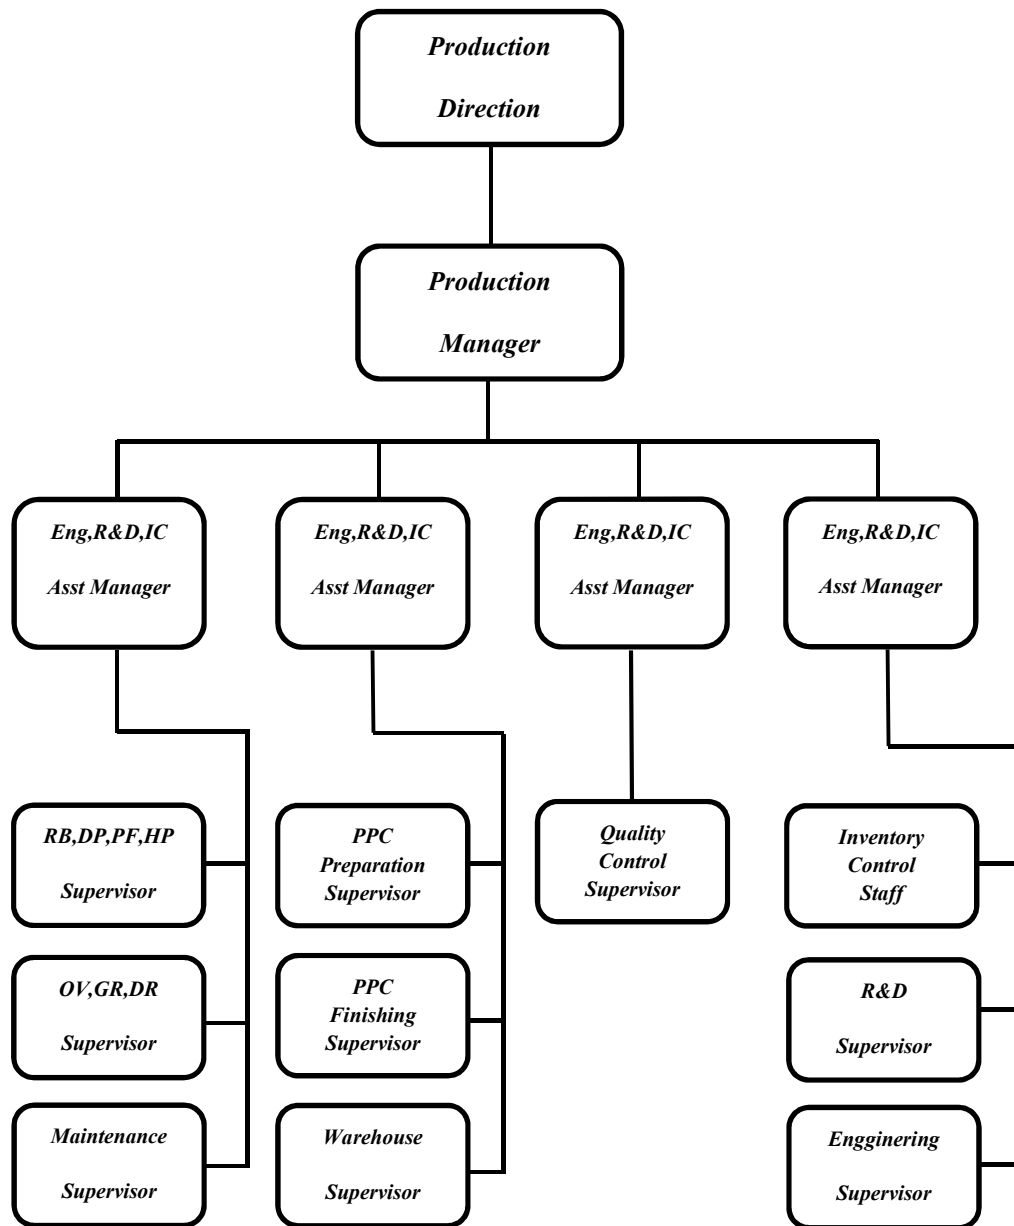 Production
Direction
Production
Manager
Eng,R&D,IC
Asst Manager
Eng,R&D,IC
Asst Manager
Eng,R&D,IC
Asst Manager
Eng,R&D,IC
Asst Manager
RB,DP,PF,HP
Supervisor
PPC
Preparation
Supervisor
Quality
Control
Supervisor
Inventory
Control
Staff
OV,GR,DR
Supervisor
PPC
Finishing
Supervisor
R&D
Supervisor
Maintenance
Supervisor
Warehouse
Supervisor
Engginering
Supervisor